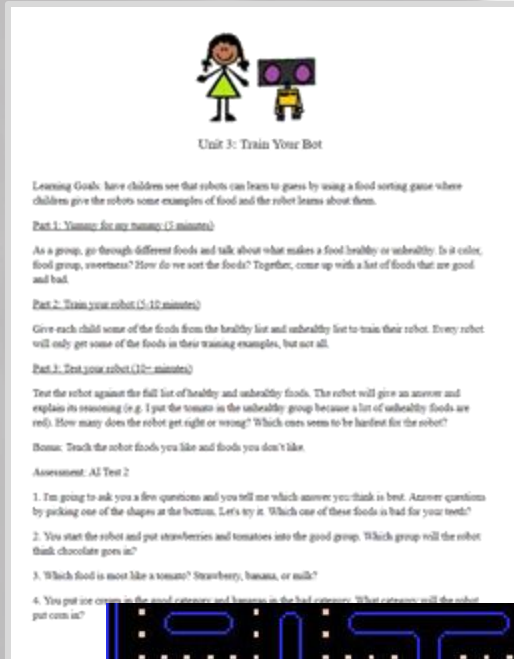 Unit 3: Train Your Bot
Learning Goals: have children see that robots can learn to guess by using a food sorting game where
children give the robots some examples of food and the robot learns about them.
Part 1: Yummy for my tummy (5 minutes)
As a group, go through different foods and talk about what makes a food healthy or unhealthy. Is it color,
food group, sweetness? How do we sort the foods? Together, come up with a list of foods that are good
and bad.
Part 2: Train your robot (5-10 minutes)
Give each child some of the foods from the healthy list and unhealthy list to train their robot. Every robot
will only get some of the foods in their training examples, but not all.
Part 3: Test your robot (10+ minutes)
Test the robot against the full list of healthy and unhealthy foods. The robot will give an answer and
explain its reasoning (e.g. I put the tomato in the unhealthy group because a lot of unhealthy foods are
red). How many does the robot get right or wrong? Which ones seem to be hardest for the robot?
Bonus: Teach the robot foods you like and foods you don't like.
Assessment: AI Test 2
1. I'm going to ask you a few questions and you tell me which answer you think is best. Answer questions
by picking one of the shapes at the bottom. Let's try it. Which one of these foods is bad for your teeth?
2. You start the robot and put strawberries and tomatoes into the good group. Which group will the robot
think chocolate goes in?
3. Which food is most like a tomato? Strawberry, banana, or milk?
4. You put ice cream in the good category and bananas in the bad category. What category will the robot
put corn in?